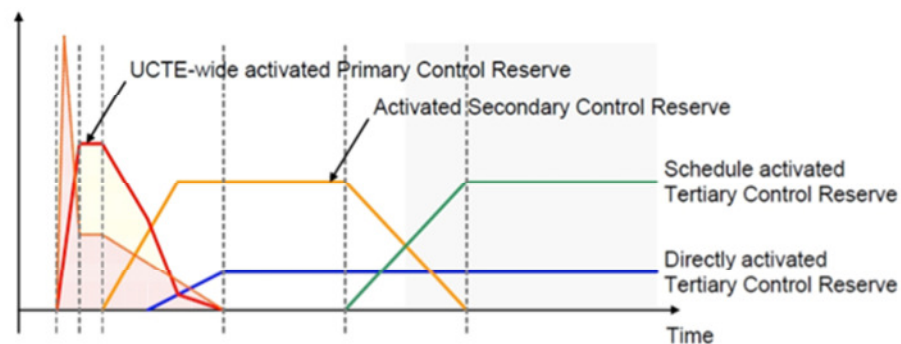 UCTE-wide activated Primary Control Reserve
Activated Secondary Control Reserve
Schedule activated
Tertiary Control Reserve
Directly activated
Tertiary Control Reserve
Time